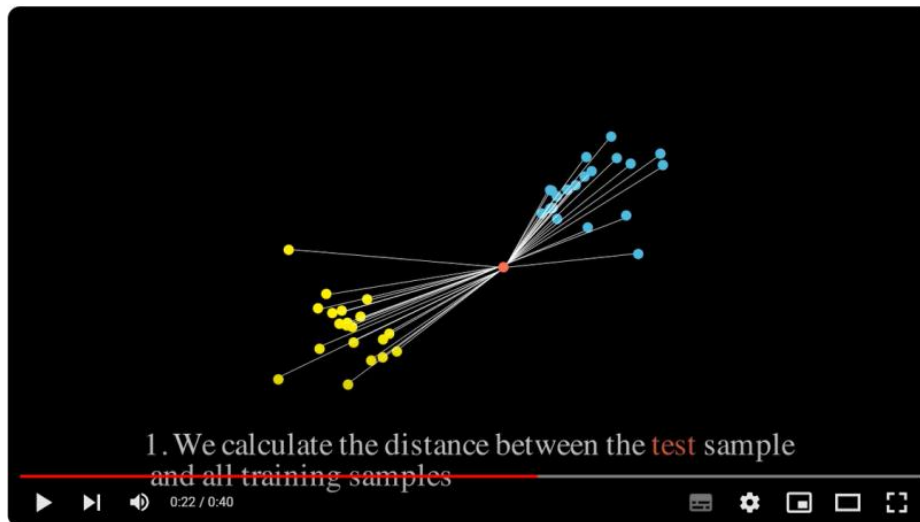 1. We calculate the distance between the test sample
and all training samples
0:22 / 0:40